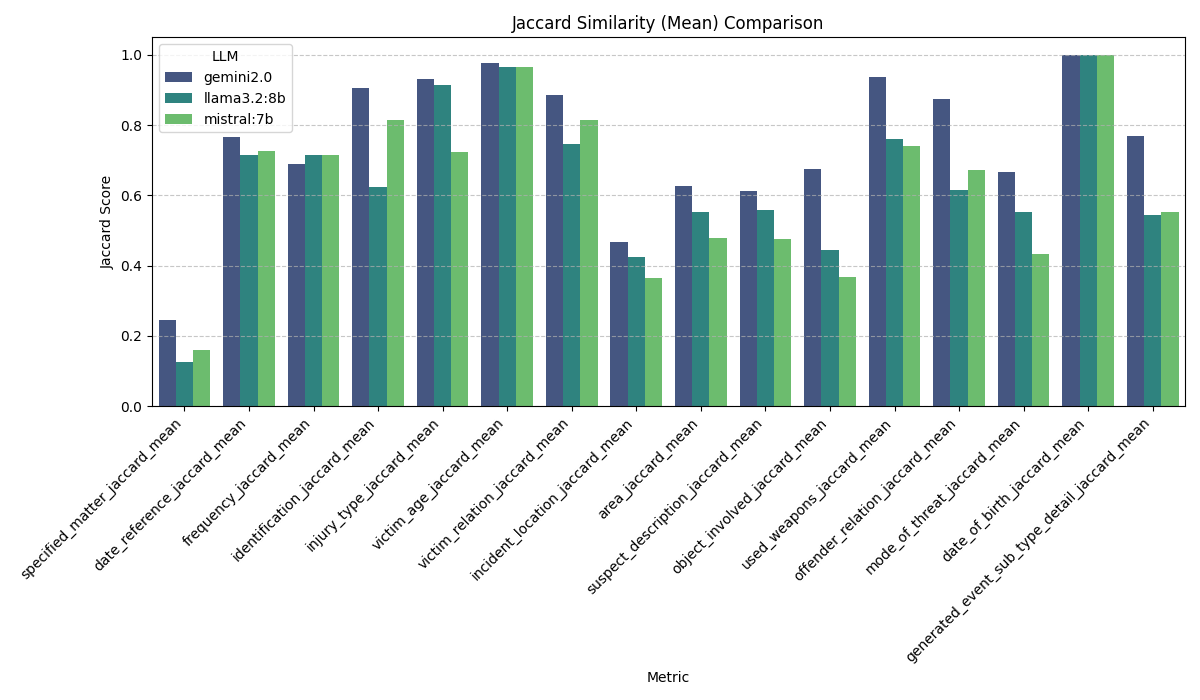 Jaccard Similarity (Mean) Comparison
LLM
gemini2.0
llama3.2:8b
mistral:7b
Jaccard Score
1.0
0.8
0.6
0.4
0.2
0.0
specified_matter_jaccard_mean
date_reference_jaccard_mean
frequency_jaccard_mean
identification_jaccard_mean
injury_type_jaccard_mean
victim_age_jaccard_mean
victim_relation_jaccard_mean
incident_location_jaccard_mean
area_jaccard_mean
suspect_description_jaccard_mean
object_involved_jaccard_mean
used_weapons_jaccard_mean
offender_relation_jaccard_mean
mode_of_threat_jaccard_mean
date_of_birth_jaccard_mean
generated_event_sub_type_detail_jaccard_mean
Metric